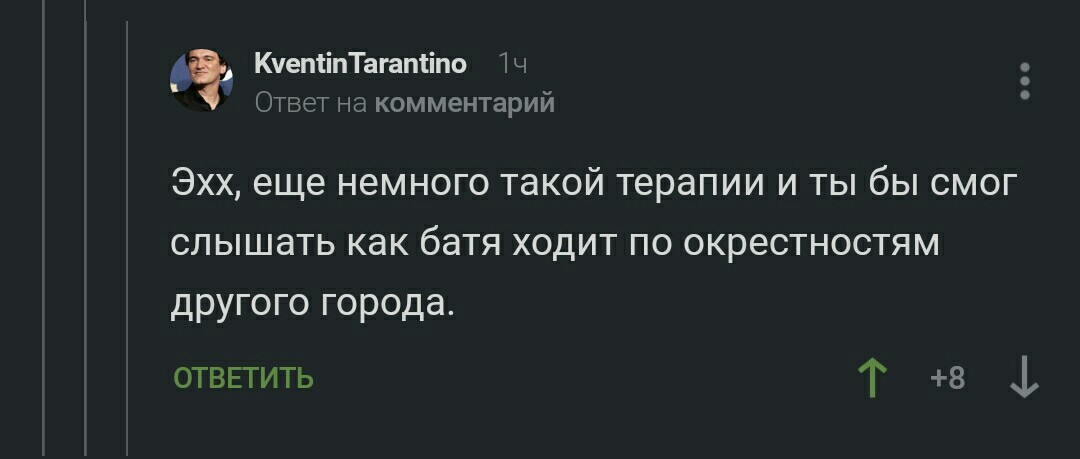 KventinTarantino 1ч
Ответ на комментарий
Эхх, еще немного такой терапии и ты бы смог
слышать как батя ходит по окрестностям
другого города.
ОТВЕТИТЬ +8